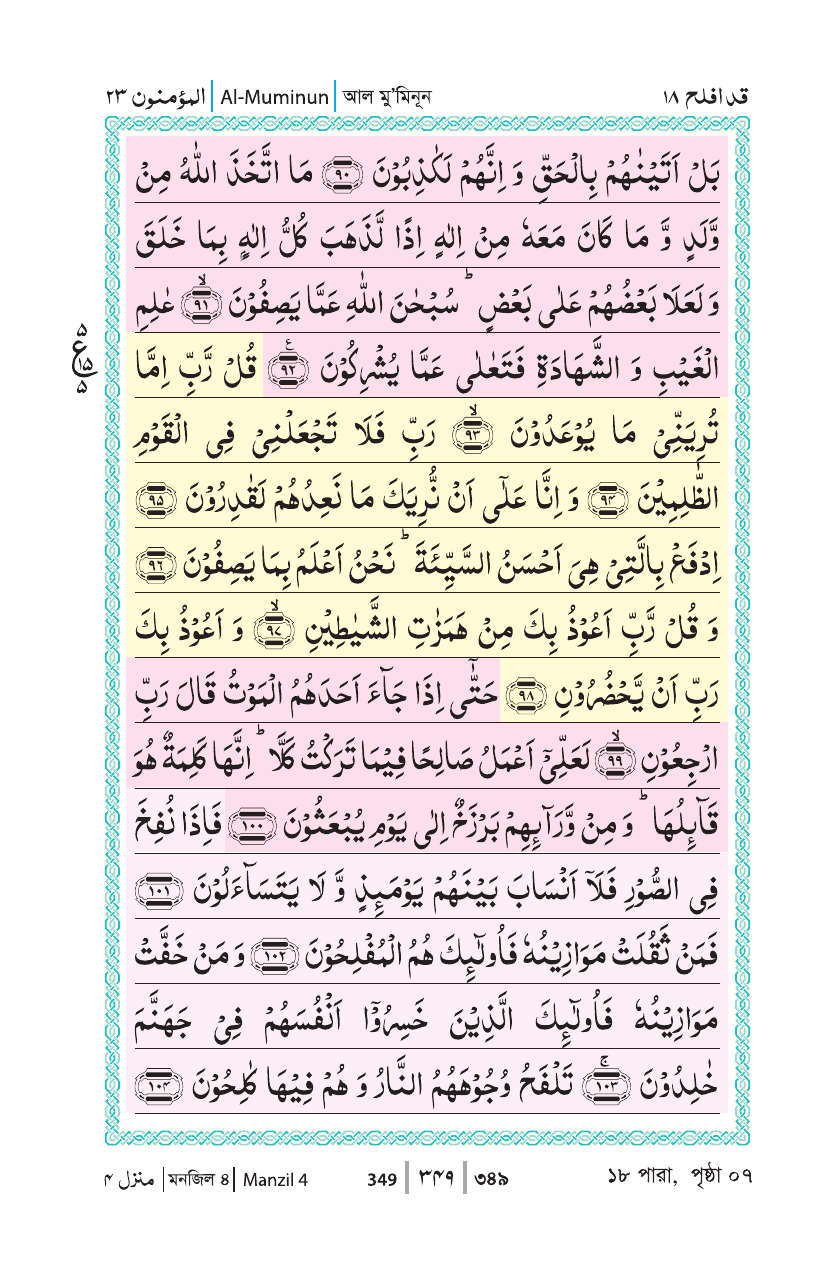 المؤمنون ٢٣ | Al-Muminun | আল মু’মিনূন قد افلح ١٨
بَلْ اَتَيْنٰهُمْ بِالْحَقِّ وَ اِنَّهُمْ لَكٰذِبُوْنَ ۝٩٠ مَا اتَّخَذَ اللّٰهُ مِنْ
وَّلَدٍ وَّ مَا كَانَ مَعَهٗ مِنْ اِلٰهٍ اِذًا لَّذَهَبَ كُلُّ اِلٰهٍۭ بِمَا خَلَقَ
وَ لَعَلَا بَعْضُهُمْ عَلٰى بَعْضٍ ؕ سُبْحٰنَ اللّٰهِ عَمَّا يَصِفُوْنَ ۙ۝٩١ عٰلِمِ
الْغَيْبِ وَ الشَّهَادَةِ فَتَعٰلٰى عَمَّا يُشْرِكُوْنَ ۠۝٩٢ قُلْ رَّبِّ اِمَّا
٥ ع ١٥ ٥
تُرِيَنِّيْ مَا يُوْعَدُوْنَ ۙ۝٩٣ رَبِّ فَلَا تَجْعَلْنِيْ فِي الْقَوْمِ
الظّٰلِمِيْنَ ۝٩٤ وَ اِنَّا عَلٰۤى اَنْ نُّرِيَكَ مَا نَعِدُهُمْ لَقٰدِرُوْنَ ۝٩٥
اِدْفَعْ بِالَّتِيْ هِيَ اَحْسَنُ السَّيِّئَةَ ؕ نَحْنُ اَعْلَمُ بِمَا يَصِفُوْنَ ۝٩٦
وَ قُلْ رَّبِّ اَعُوْذُ بِكَ مِنْ هَمَزٰتِ الشَّيٰطِيْنِ ۙ۝٩٧ وَ اَعُوْذُ بِكَ
رَبِّ اَنْ يَّحْضُرُوْنِ ۝٩٨ حَتّٰۤى اِذَا جَآءَ اَحَدَهُمُ الْمَوْتُ قَالَ رَبِّ
ارْجِعُوْنِ ۙ۝٩٩ لَعَلِّيْۤ اَعْمَلُ صَالِحًا فِيْمَا تَرَكْتُ كَلَّا ؕ اِنَّهَا كَلِمَةٌ هُوَ
قَآئِلُهَا ؕ وَ مِنْ وَّرَآئِهِمْ بَرْزَخٌ اِلٰى يَوْمِ يُبْعَثُوْنَ ۝١٠٠ فَاِذَا نُفِخَ
فِي الصُّوْرِ فَلَاۤ اَنْسَابَ بَيْنَهُمْ يَوْمَئِذٍ وَّ لَا يَتَسَآءَلُوْنَ ۝١٠١
فَمَنْ ثَقُلَتْ مَوَازِيْنُهٗ فَاُولٰٓئِكَ هُمُ الْمُفْلِحُوْنَ ۝١٠٢ وَ مَنْ خَفَّتْ
مَوَازِيْنُهٗ فَاُولٰٓئِكَ الَّذِيْنَ خَسِرُوْۤا اَنْفُسَهُمْ فِيْ جَهَنَّمَ
خٰلِدُوْنَ ۚ۝١٠٣ تَلْفَحُ وُجُوْهَهُمُ النَّارُ وَ هُمْ فِيْهَا كٰلِحُوْنَ ۝١٠٤
منزل ٤ | মনজিল ৪ | Manzil 4 349 | ٣٤٩ | ৩৪৯ ১৮ পারা, পৃষ্ঠা ০৭